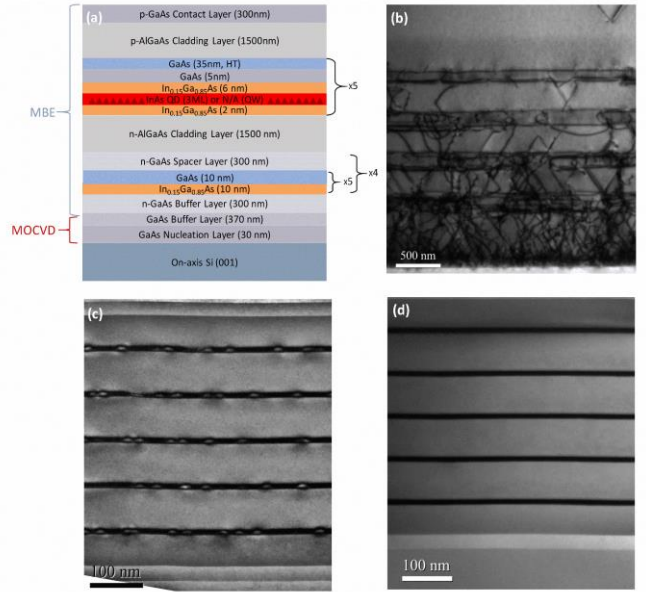 (a)
p-GaAs Contact Layer (300nm)
p-AlGaAs Cladding Layer (1500nm)
GaAs (35nm, HT)
GaAs (5nm)
In0.15Ga0.85As (6 nm)
InAs QD (3ML) or N/A (QW)
In0.15Ga0.85As (2 nm)
x5
n-AlGaAs Cladding Layer (1500 nm)
n-GaAs Spacer Layer (300 nm)
GaAs (10 nm)
In0.15Ga0.85As (10 nm)
x5
x4
n-GaAs Buffer Layer (300 nm)
GaAs Buffer Layer (370 nm)
GaAs Nucleation Layer (30 nm)
On-axis Si (001)
MBE
MOCVD
(b)
500 nm
(c)
100 nm
(d)
100 nm